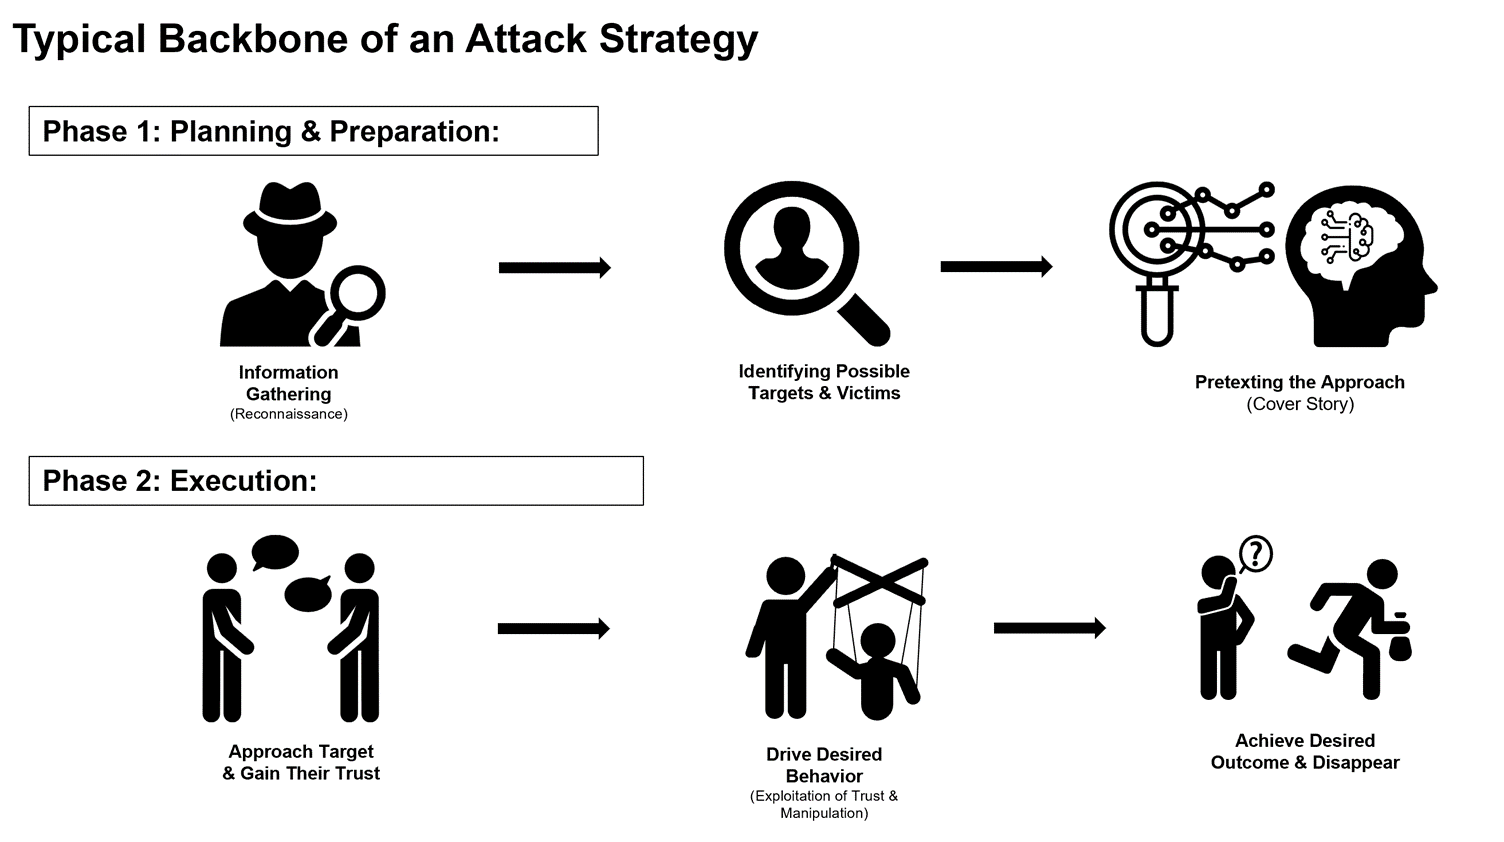 Typical Backbone of an Attack Strategy
Phase 1: Planning & Preparation:
Information
Gathering
(Reconnaissance)
Identifying Possible
Targets & Victims
Pretexting the Approach
(Cover Story)
Phase 2: Execution:
?
Approach Target
& Gain Their Trust
Drive Desired
Behavior
(Exploitation of Trust &
Manipulation)
Achieve Desired
Outcome & Disappear